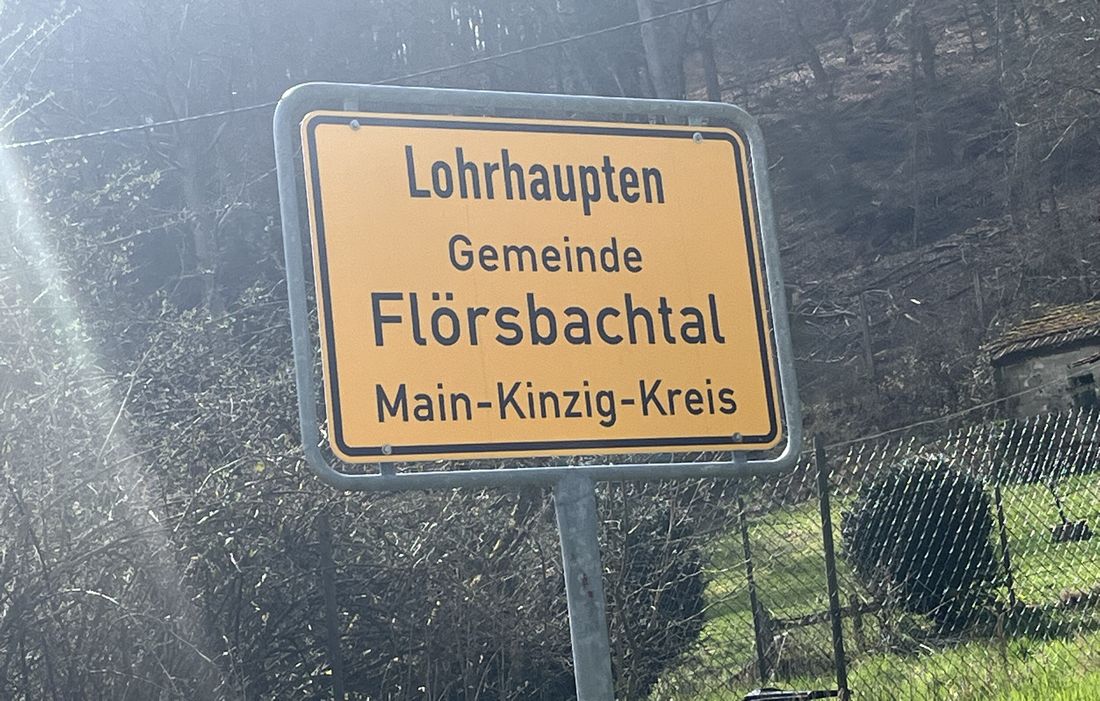 Lohrhaupten
Gemeinde
Flörsbachtal
Main-Kinzig-Kreis